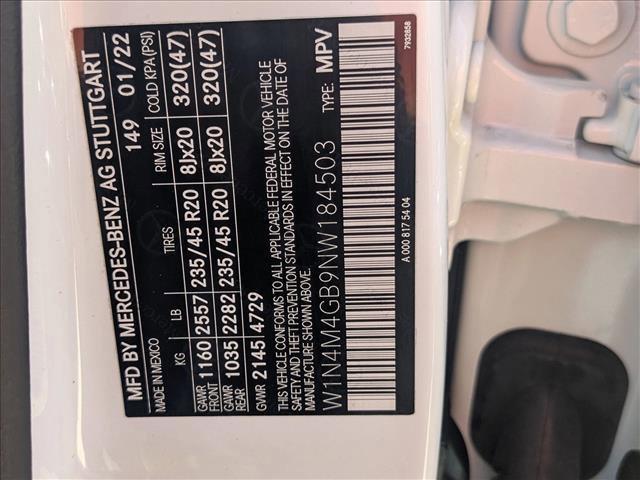 MFD BY MERCEDES-BENZ AG STUTTGART
MADE IN MEXICO 149 01/22
KG LB TIRES RIM SIZE COLD KPA (PSI)
GAWR 1160 2557 235/45 R20 8Jx20 320(47)
GAWR REAR 1035 2282 235/45 R20 8Jx20 320(47)
GVWR 2145 4729
THIS VEHICLE CONFORMS TO ALL APPLICABLE FEDERAL MOTOR VEHICLE
SAFETY AND THEFT PREVENTION STANDARDS IN EFFECT ON THE DATE OF
MANUFACTURE SHOWN ABOVE.
W1N4M4GB9NW184503 TYPE: MPV
A 000 817 54 04 7932858